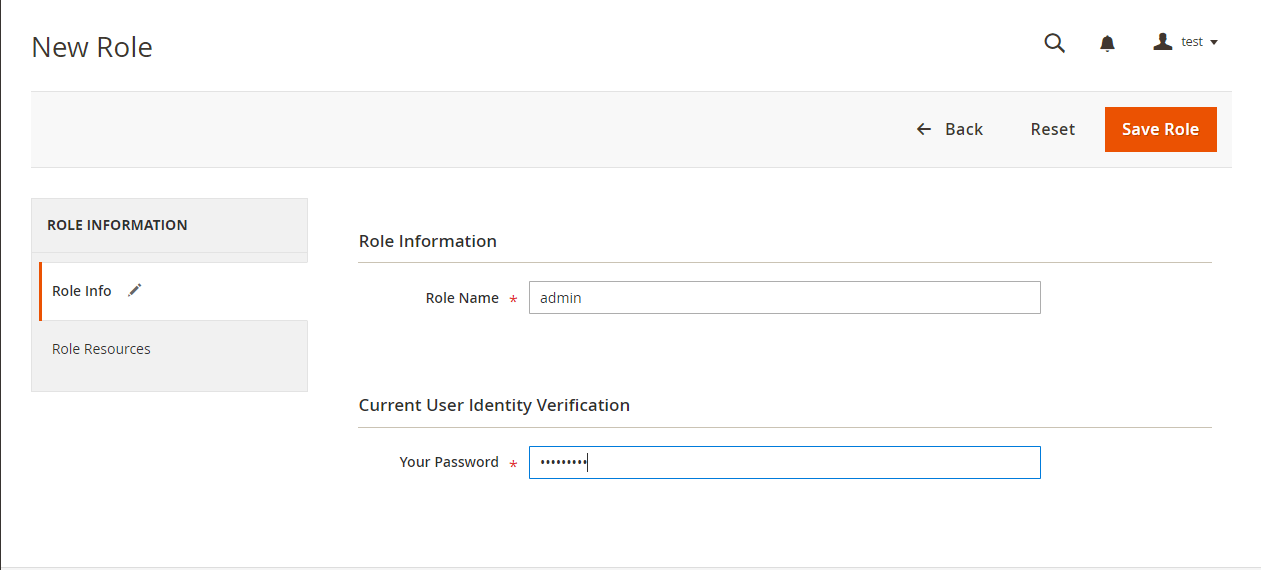 New Role
test
Back
Reset
Save Role
ROLE INFORMATION
Role Info
Role Resources
Role Information
Role Name *
admin
Current User Identity Verification
Your Password *
•••••••••